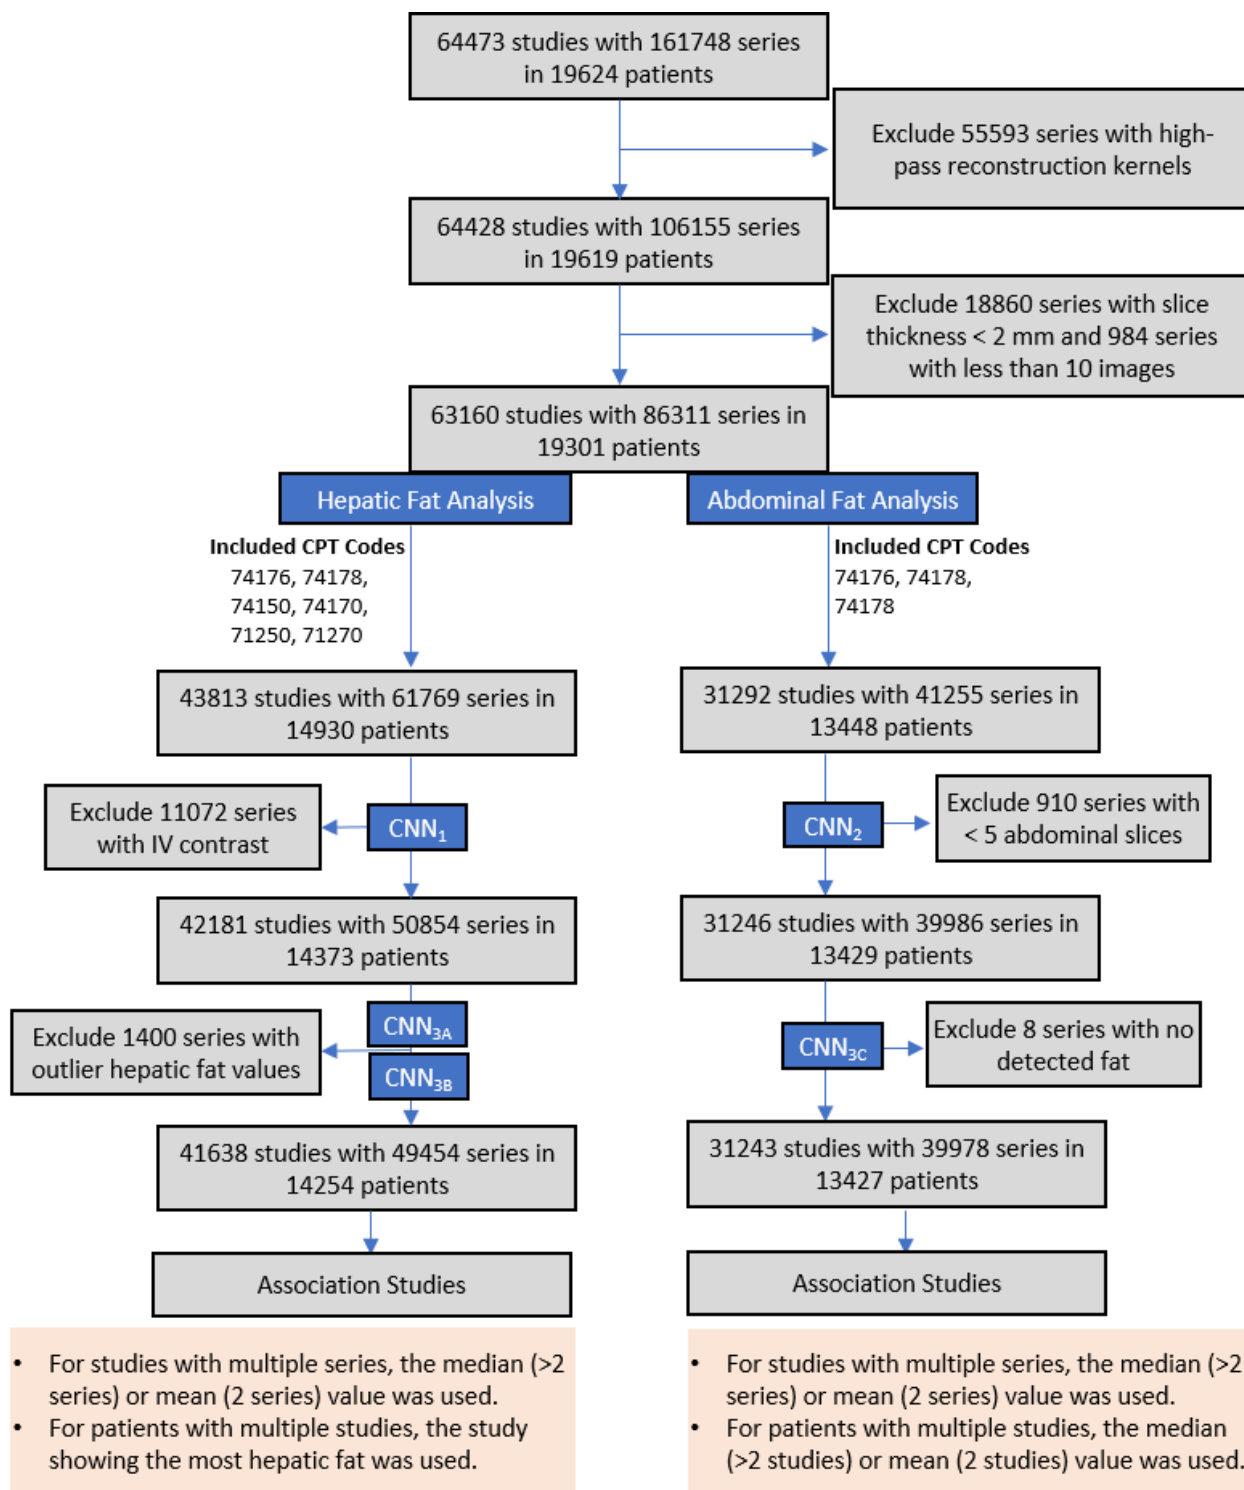 64473 studies with 161748 series
in 19624 patients
Exclude 55593 series with high-
pass reconstruction kernels
64428 studies with 106155 series
in 19619 patients
Exclude 18860 series with slice
thickness < 2 mm and 984 series
with less than 10 images
63160 studies with 86311 series in
19301 patients
Hepatic Fat Analysis
Included CPT Codes
74176, 74178,
74150, 74170,
71250, 71270
43813 studies with 61769 series in
14930 patients
Exclude 11072 series
with IV contrast
CNN1
42181 studies with 50854 series in
14373 patients
CNN3A
Exclude 1400 series with
outlier hepatic fat values
CNN3B
41638 studies with 49454 series in
14254 patients
Association Studies
• For studies with multiple series, the median (>2
series) or mean (2 series) value was used.
• For patients with multiple studies, the study
showing the most hepatic fat was used.
Abdominal Fat Analysis
Included CPT Codes
74176, 74178,
74178
31292 studies with 41255 series in
13448 patients
CNN2
Exclude 910 series with
< 5 abdominal slices
31246 studies with 39986 series in
13429 patients
CNN3C
Exclude 8 series with no
detected fat
31243 studies with 39978 series in
13427 patients
Association Studies
• For studies with multiple series, the median (>2
series) or mean (2 series) value was used.
• For patients with multiple studies, the median
(>2 studies) or mean (2 studies) value was used.